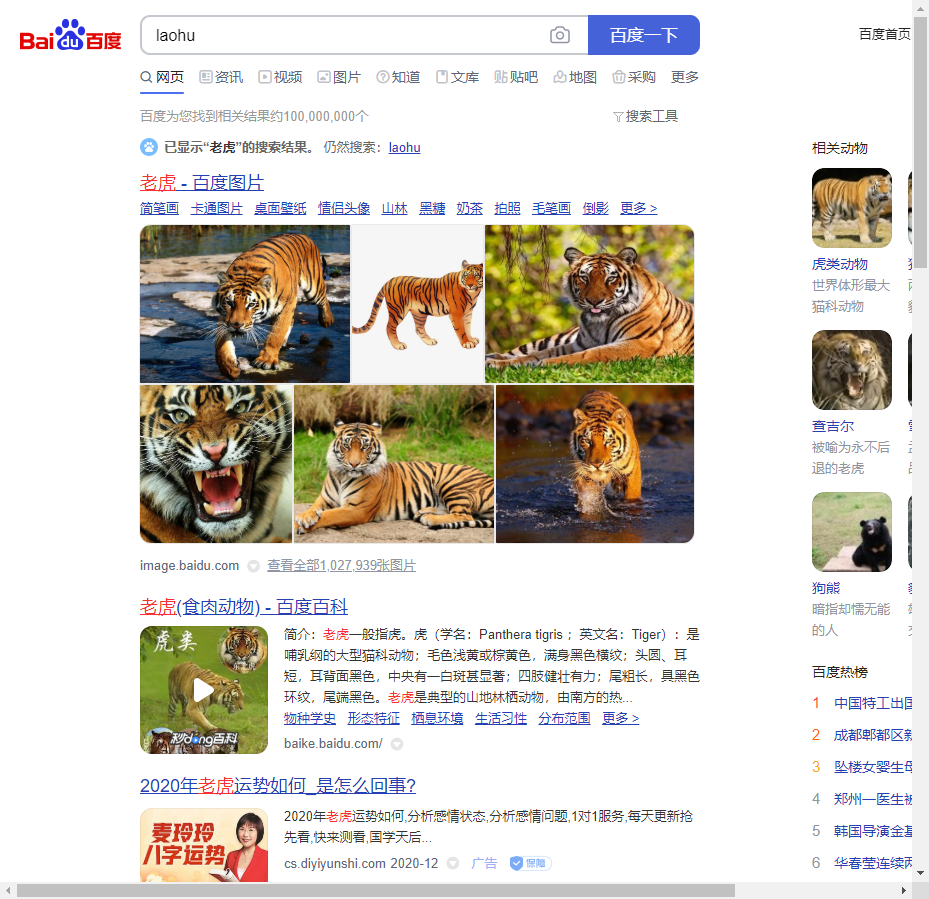 Bai du 百度
laohu
百度一下
百度首页
网页 资讯 视频 图片 知道 文库 贴吧 地图 采购 更多
百度为您找到相关结果约100,000,000个
搜索工具
已显示“老虎”的搜索结果。 仍然搜索：laohu
老虎 - 百度图片
简笔画 卡通图片 桌面壁纸 情侣头像 山林 黑糖 奶茶 拍照 毛笔画 倒影 更多 >
image.baidu.com 查看全部1,027,939张图片
老虎(食肉动物) - 百度百科
虎类
秒dǒng百科
简介：老虎一般指虎。虎（学名：Panthera tigris ；英文名：Tiger）：是
哺乳纲的大型猫科动物；毛色浅黄或棕黄色，满身黑色横纹；头圆、耳
短，耳背面黑色，中央有一白斑甚显著；四肢健壮有力；尾粗长，具黑色
环纹，尾端黑色。老虎是典型的山地林栖动物，由南方的热...
物种学史 形态特征 栖息环境 生活习性 分布范围 更多 >
baike.baidu.com/
2020年老虎运势如何_是怎么回事?
麦玲玲
八字运势
2020年老虎运势如何,分析感情状态,分析感情问题,1对1服务,每天更新抢
先看,快来测看,国学天后...
cs.diyiyunshi.com 2020-12 广告 保障
相关动物
虎类动物
世界体形最大
猫科动物
查吉尔
被喻为永不后
退的老虎
狗熊
暗指却懦无能
的人
百度热榜
1 中国特工出国
2 成都郫都区新
3 坠楼女婴生母
4 郑州一医生被
5 韩国导演金基
6 华春莹连续两